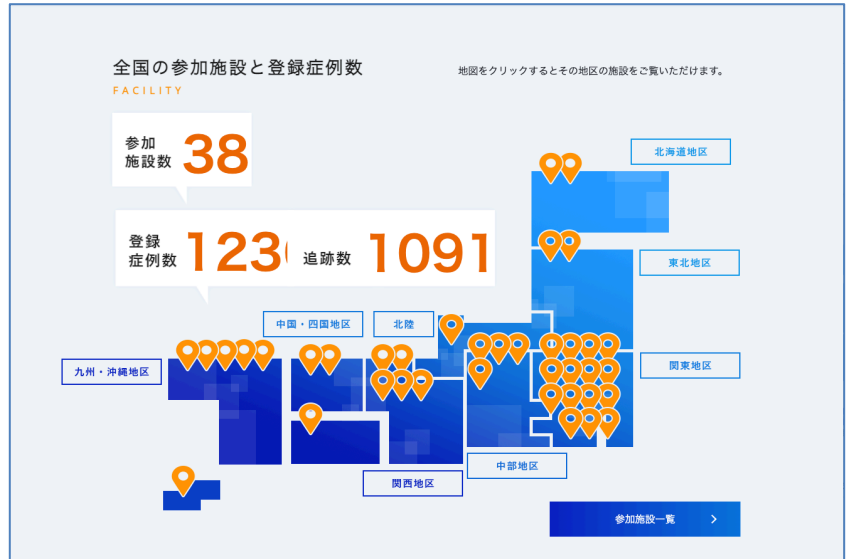 全国の参加施設と登録症例数
FACILITY
地図をクリックするとその地区の施設をご覧いただけます。
参加
施設数 38
登録
症例数 123
追跡数 1091
北海道地区
東北地区
中国・四国地区
北陸
九州・沖縄地区
関東地区
中部地区
関西地区
参加施設一覧